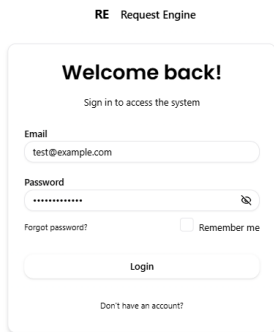 RE Request Engine
Welcome back!
Sign in to access the system
Email
test@example.com
Password
•••••••••••••
Forgot password? Remember me
Login
Don't have an account?